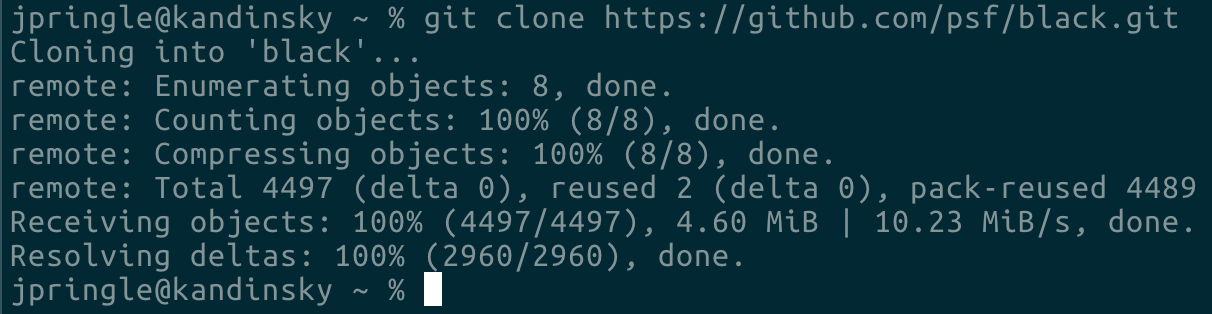 jpringle@kandinsky ~ % git clone https://github.com/psf/black.git
Cloning into 'black'...
remote: Enumerating objects: 8, done.
remote: Counting objects: 100% (8/8), done.
remote: Compressing objects: 100% (8/8), done.
remote: Total 4497 (delta 0), reused 2 (delta 0), pack-reused 4489
Receiving objects: 100% (4497/4497), 4.60 MiB | 10.23 MiB/s, done.
Resolving deltas: 100% (2960/2960), done.
jpringle@kandinsky ~ %